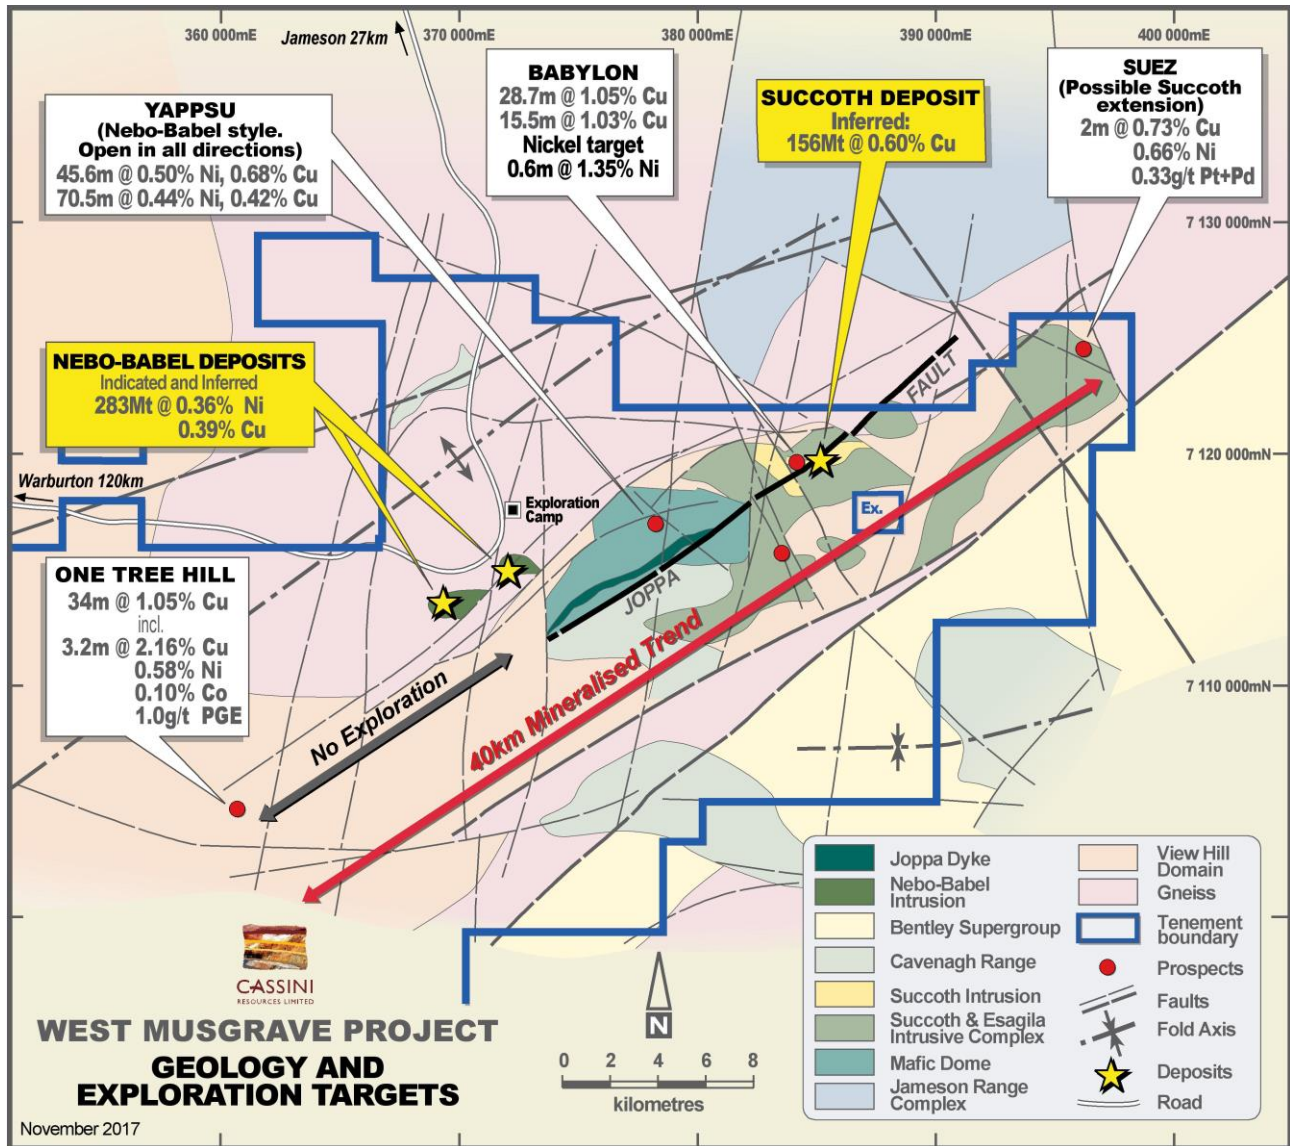 360 000mE
370 000mE
380 000mE
390 000mE
400 000mE
Jameson 27km
YAPPSU
(Nebo-Babel style.
Open in all directions)
45.6m @ 0.50% Ni, 0.68% Cu
70.5m @ 0.44% Ni, 0.42% Cu
BABYLON
28.7m @ 1.05% Cu
15.5m @ 1.03% Cu
Nickel target
0.6m @ 1.35% Ni
SUCCOTH DEPOSIT
Inferred:
156Mt @ 0.60% Cu
SUEZ
(Possible Succoth
extension)
2m @ 0.73% Cu
0.66% Ni
0.33g/t Pt+Pd
7 130 000mN
NEBO-BABEL DEPOSITS
Indicated and Inferred
283Mt @ 0.36% Ni
0.39% Cu
FAULT
7 120 000mN
Warburton 120km
Exploration
Camp
Ex.
JOPPA
ONE TREE HILL
34m @ 1.05% Cu
incl.
3.2m @ 2.16% Cu
0.58% Ni
0.10% Co
1.0g/t PGE
No Exploration
40km Mineralised Trend
7 110 000mN
CASSINI
RESOURCES LIMITED
WEST MUSGRAVE PROJECT
GEOLOGY AND
EXPLORATION TARGETS
November 2017
N
0 2 4 6 8
kilometres
Joppa Dyke
Nebo-Babel
Intrusion
Bentley Supergroup
Cavenagh Range
Succoth Intrusion
Succoth & Esagila
Intrusive Complex
Mafic Dome
Jameson Range
Complex
View Hill
Domain
Gneiss
Tenement
boundary
Prospects
Faults
Fold Axis
Deposits
Road